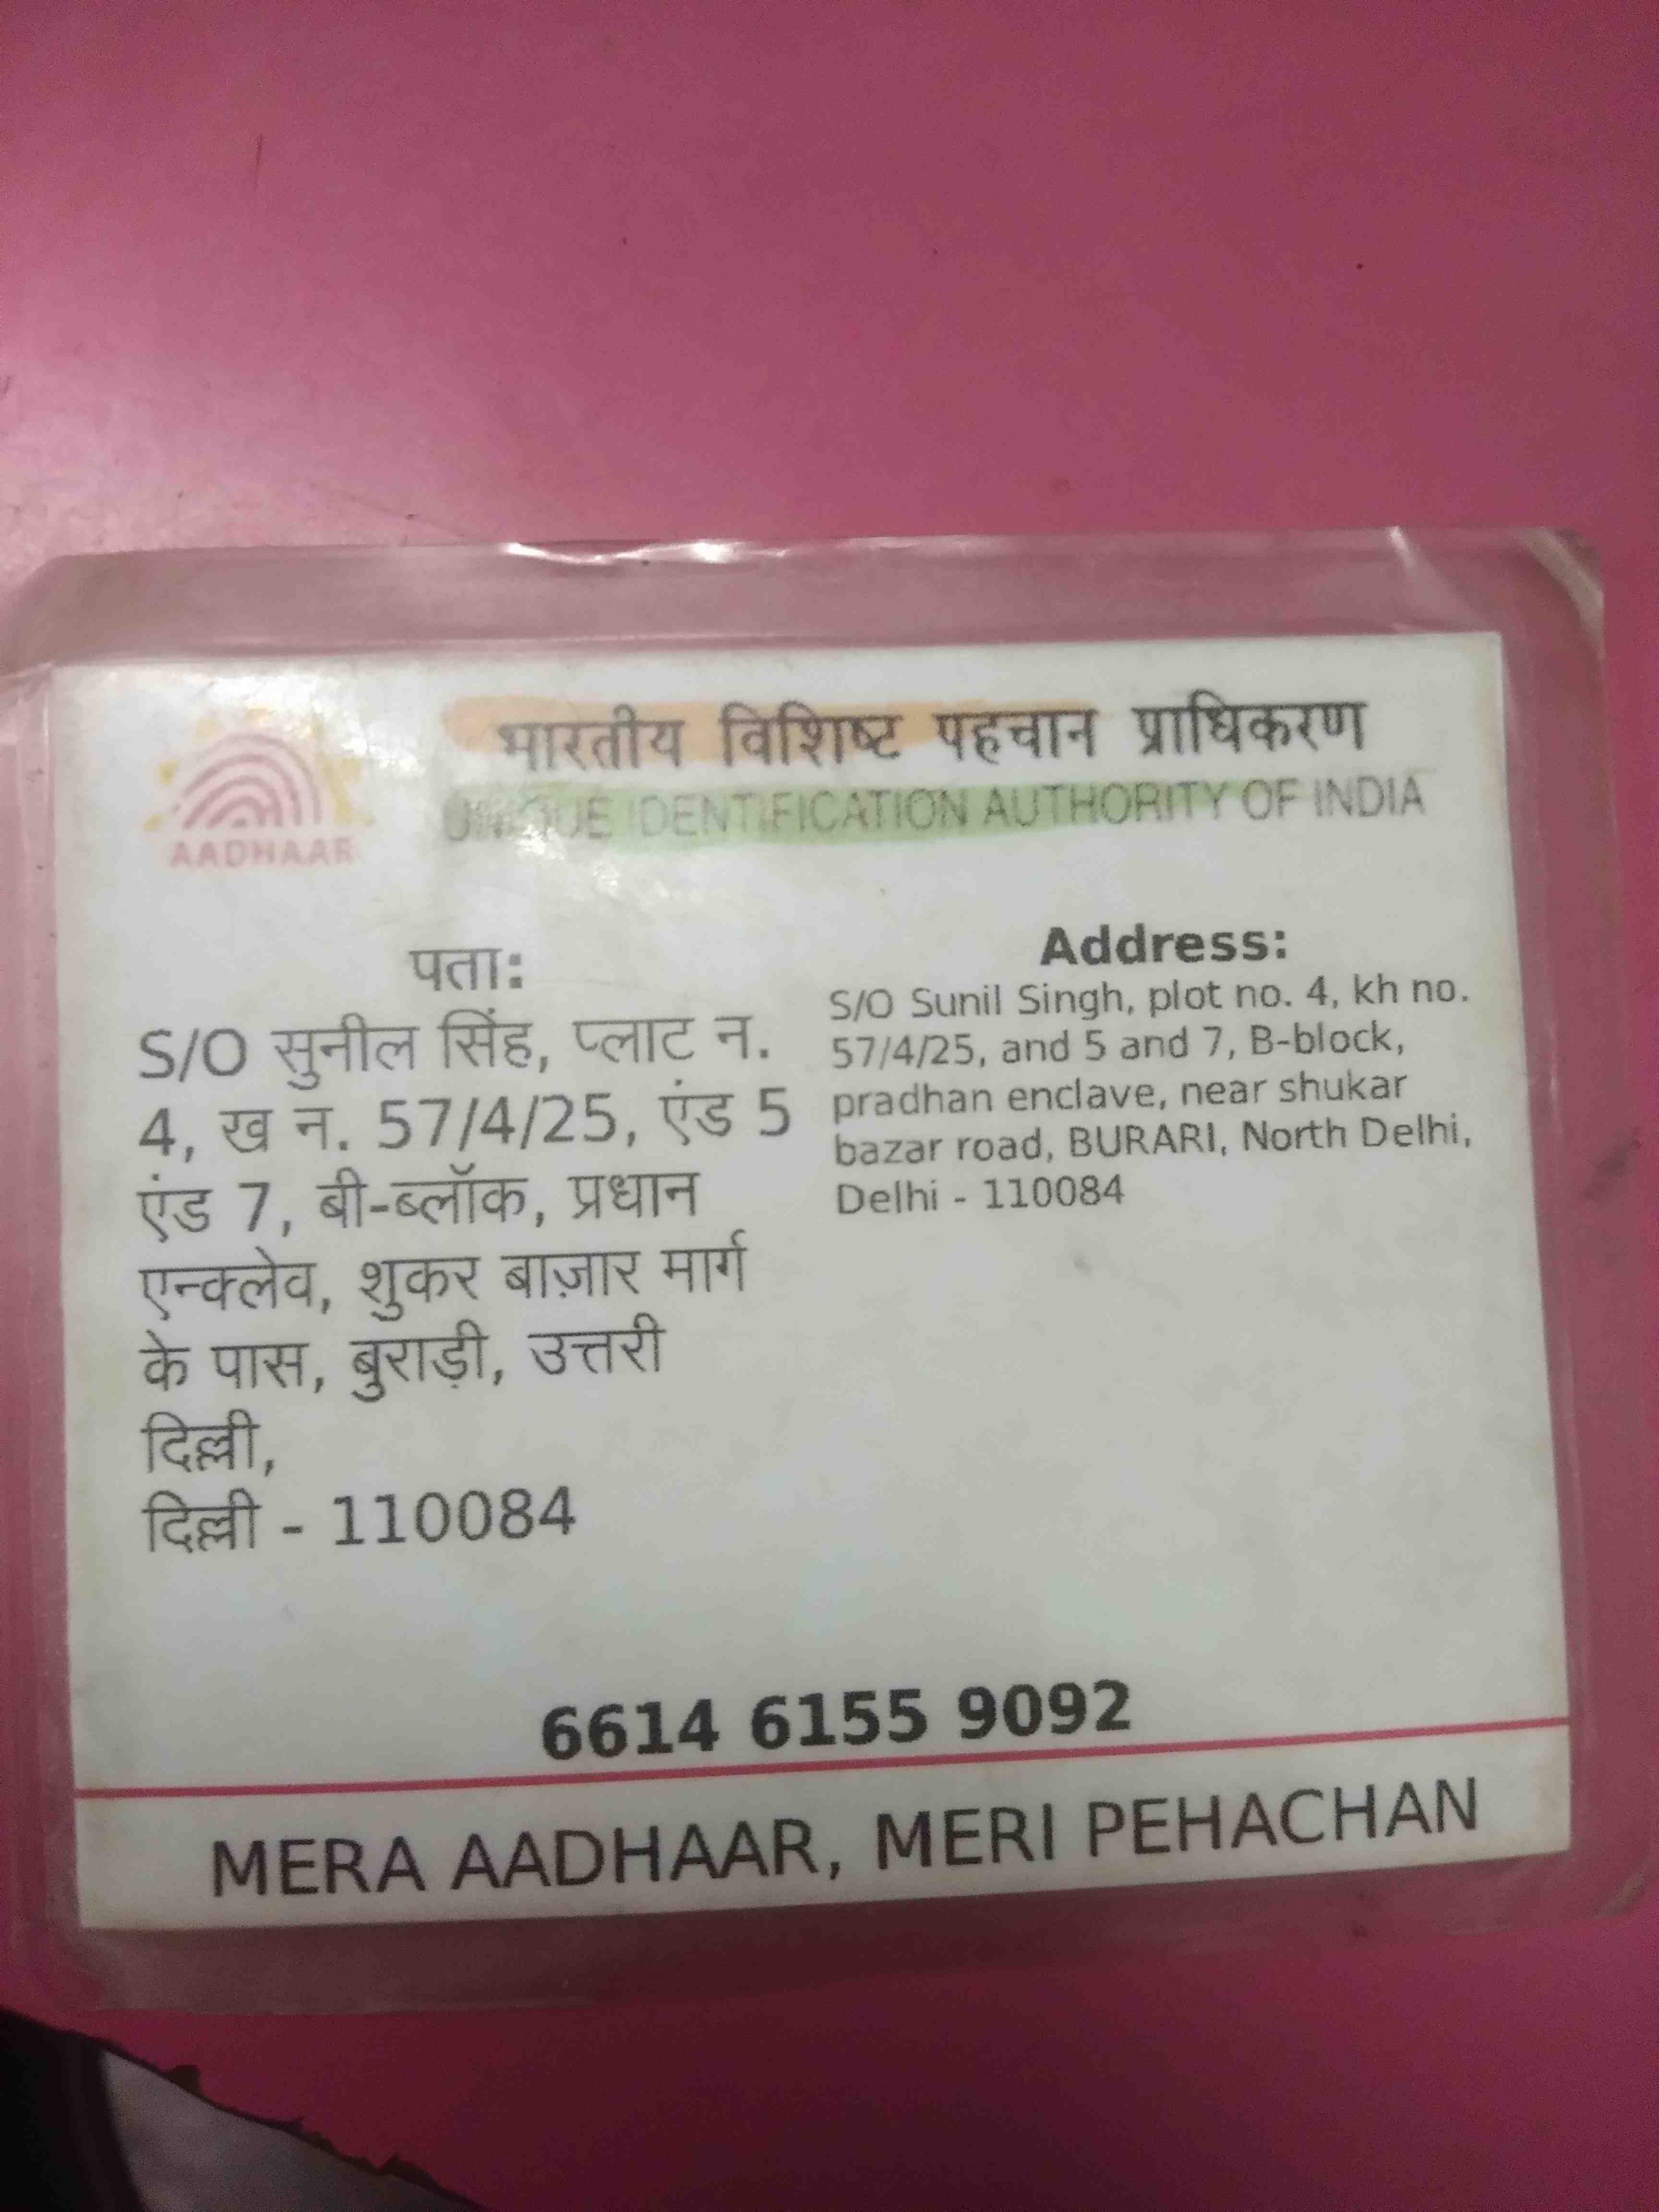 भारतीय विशिष्ट पहचान प्राधिकरण
UNIQUE IDENTIFICATION AUTHORITY OF INDIA
AADHAAR
पता:
S/O सुनील सिंह, प्लाट न.
4, ख न. 57/4/25, एंड 5
एंड 7, बी-ब्लॉक, प्रधान
एन्क्लेव, शुकर बाज़ार मार्ग
के पास, बुराड़ी, उत्तरी
दिल्ली,
दिल्ली - 110084
Address:
S/O Sunil Singh, plot no. 4, kh no.
57/4/25, and 5 and 7, B-block,
pradhan enclave, near shukar
bazar road, BURARI, North Delhi,
Delhi - 110084
6614 6155 9092
MERA AADHAAR, MERI PEHACHAN